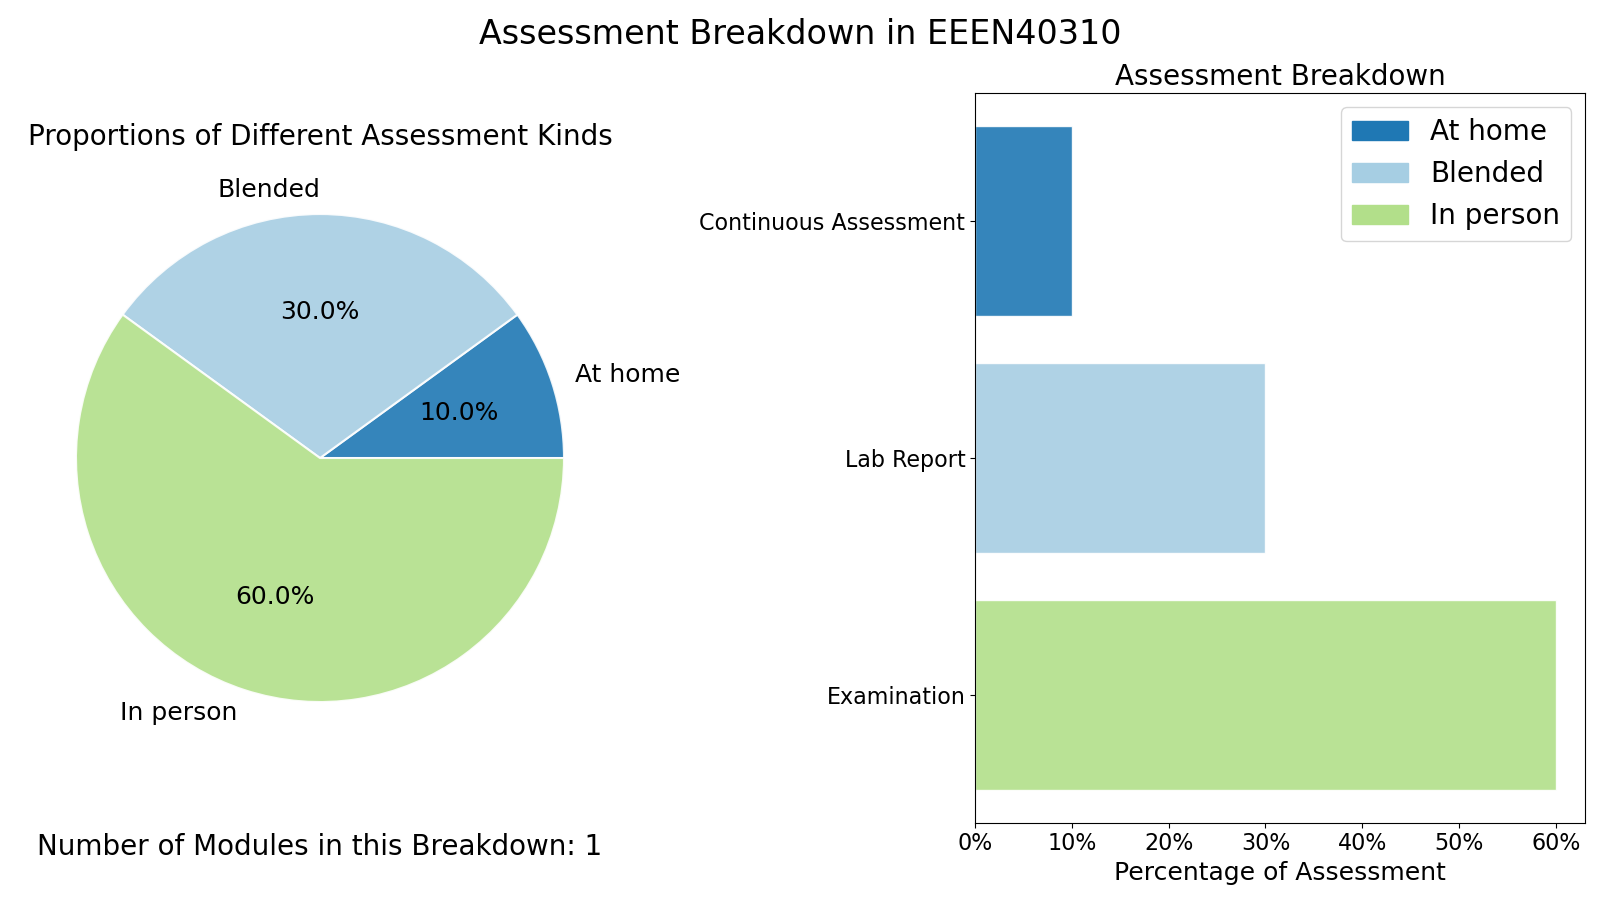 Assessment Breakdown in EEEN40310
Proportions of Different Assessment Kinds
Blended
30.0%
At home
10.0%
60.0%
In person
Number of Modules in this Breakdown: 1
Assessment Breakdown
At home
Blended
In person
Continuous Assessment
Lab Report
Examination
0% 10% 20% 30% 40% 50% 60%
Percentage of Assessment